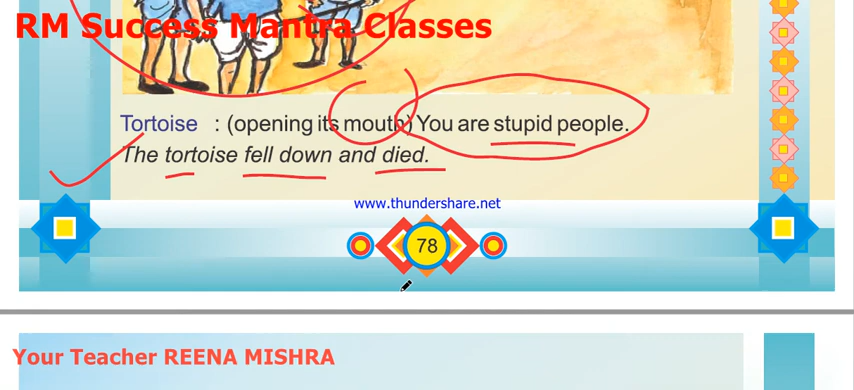 RM Success Mantra Classes
Tortoise : (opening its mouth) You are stupid people.
The tortoise fell down and died.
www.thundershare.net
78
Your Teacher REENA MISHRA